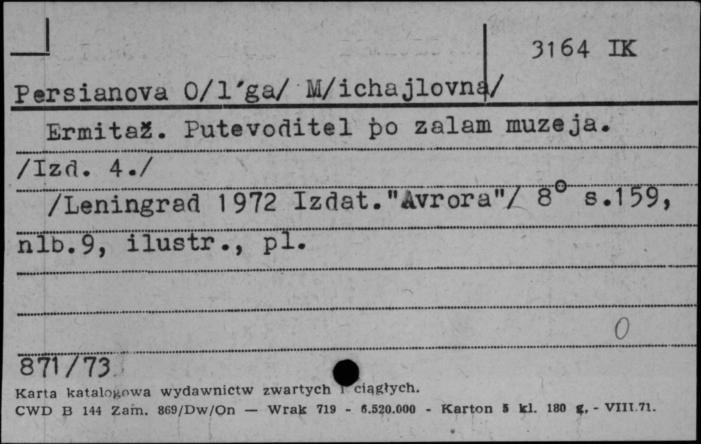 3164 IK
Persianova O/l'ga/ M/ichajlovna/
Ermitaž. Putevoditel po zalam muzeja.
/Izd. 4./
/Leningrad 1972 Izdat."Avrora"/ 8° s.159,
nlb.9, ilustr., pl.
0
871/73
Karta katalogowa wydawnictw zwartych i ciągłych.
CWD B 144 Zam. 869/Dw/On — Wrak 719 - 6.520.000 - Karton 5 kl. 180 g. - VIII.71.